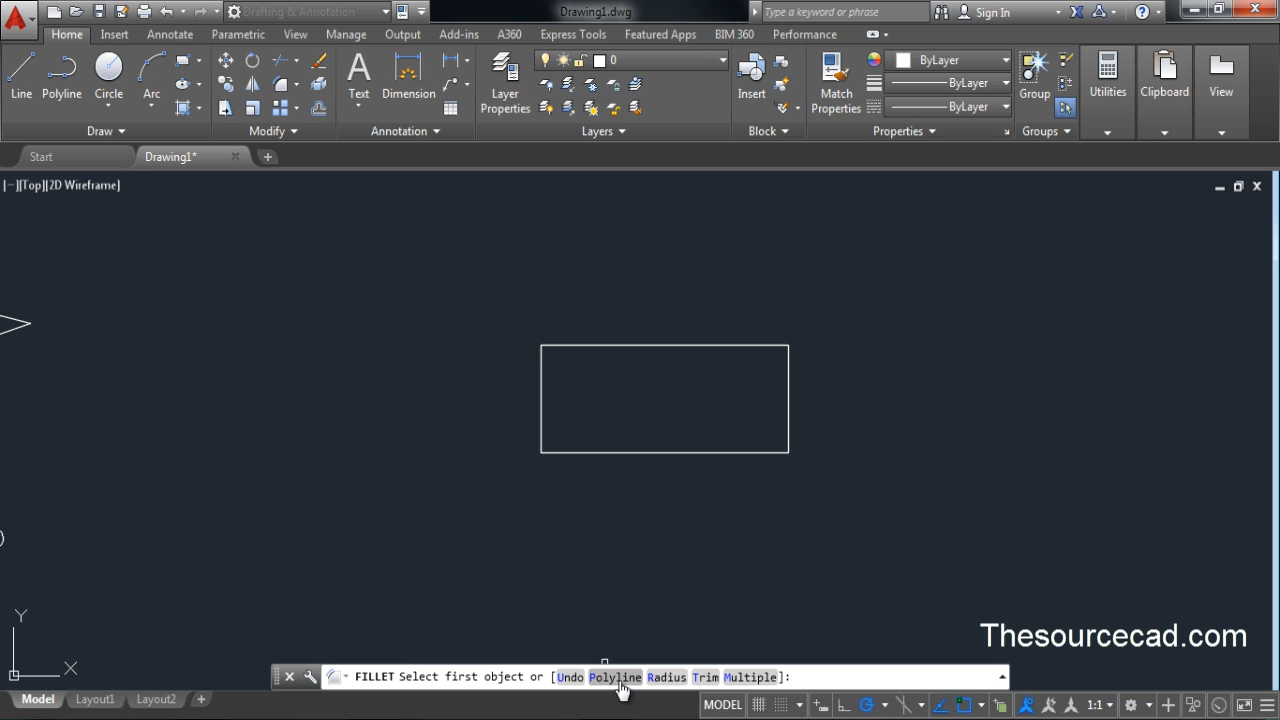 Drafting & Annotation
Drawing1.dwg
Type a keyword or phrase
Sign In
Home Insert Annotate Parametric View Manage Output Add-ins A360 Express Tools Featured Apps BIM 360 Performance
0
ByLayer
ByLayer
ByLayer
Line Polyline Circle Arc
Text Dimension
Layer Properties
Insert
Match Properties
Group
Utilities Clipboard View
Draw Modify Annotation Layers Block Properties Groups
Start Drawing1*
[−][Top][2D Wireframe]
Y
X
Thesourcecad.com
FILLET Select first object or [Undo Polyline Radius Trim Multiple]:
Model Layout1 Layout2
MODEL 1:1